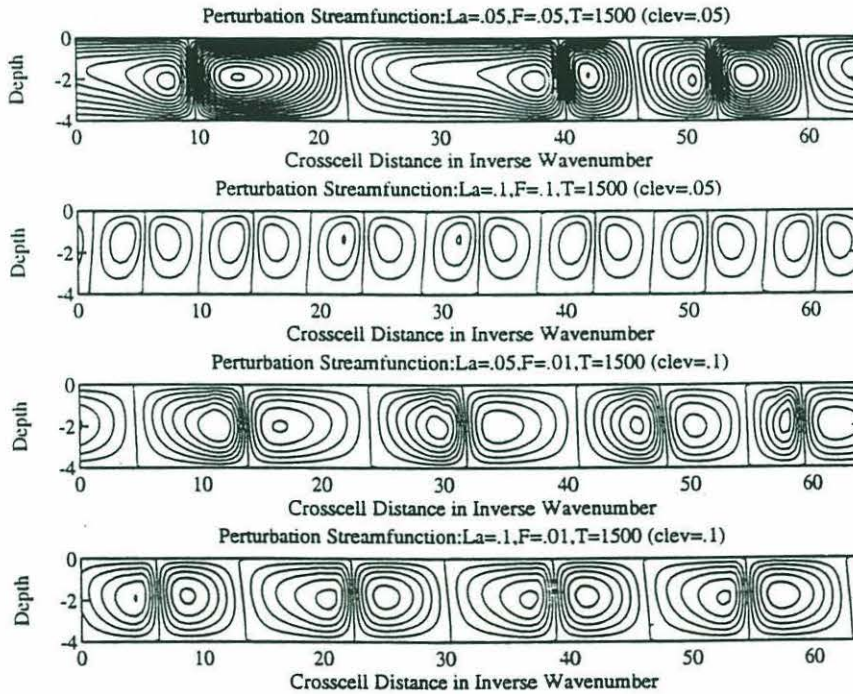 Perturbation Streamfunction:La=.05,F=.05,T=1500 (clev=.05)
0
-2
-4
Depth
0 10 20 30 40 50 60
Crosscell Distance in Inverse Wavenumber
Perturbation Streamfunction:La=.1,F=.1,T=1500 (clev=.05)
0
-2
-4
Depth
0 10 20 30 40 50 60
Crosscell Distance in Inverse Wavenumber
Perturbation Streamfunction:La=.05,F=.01,T=1500 (clev=.1)
0
-2
-4
Depth
0 10 20 30 40 50 60
Crosscell Distance in Inverse Wavenumber
Perturbation Streamfunction:La=.1,F=.01,T=1500 (clev=.1)
0
-2
-4
Depth
0 10 20 30 40 50 60
Crosscell Distance in Inverse Wavenumber